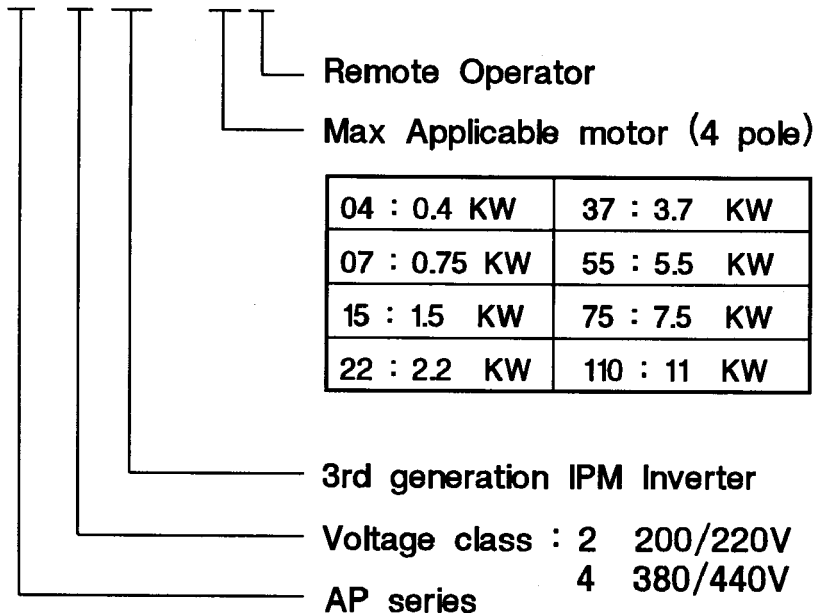 Remote Operator
Max Applicable motor (4 pole)
04 : 0.4 KW 37 : 3.7 KW
07 : 0.75 KW 55 : 5.5 KW
15 : 1.5 KW 75 : 7.5 KW
22 : 2.2 KW 110 : 11 KW
3rd generation IPM Inverter
Voltage class : 2 200/220V
4 380/440V
AP series